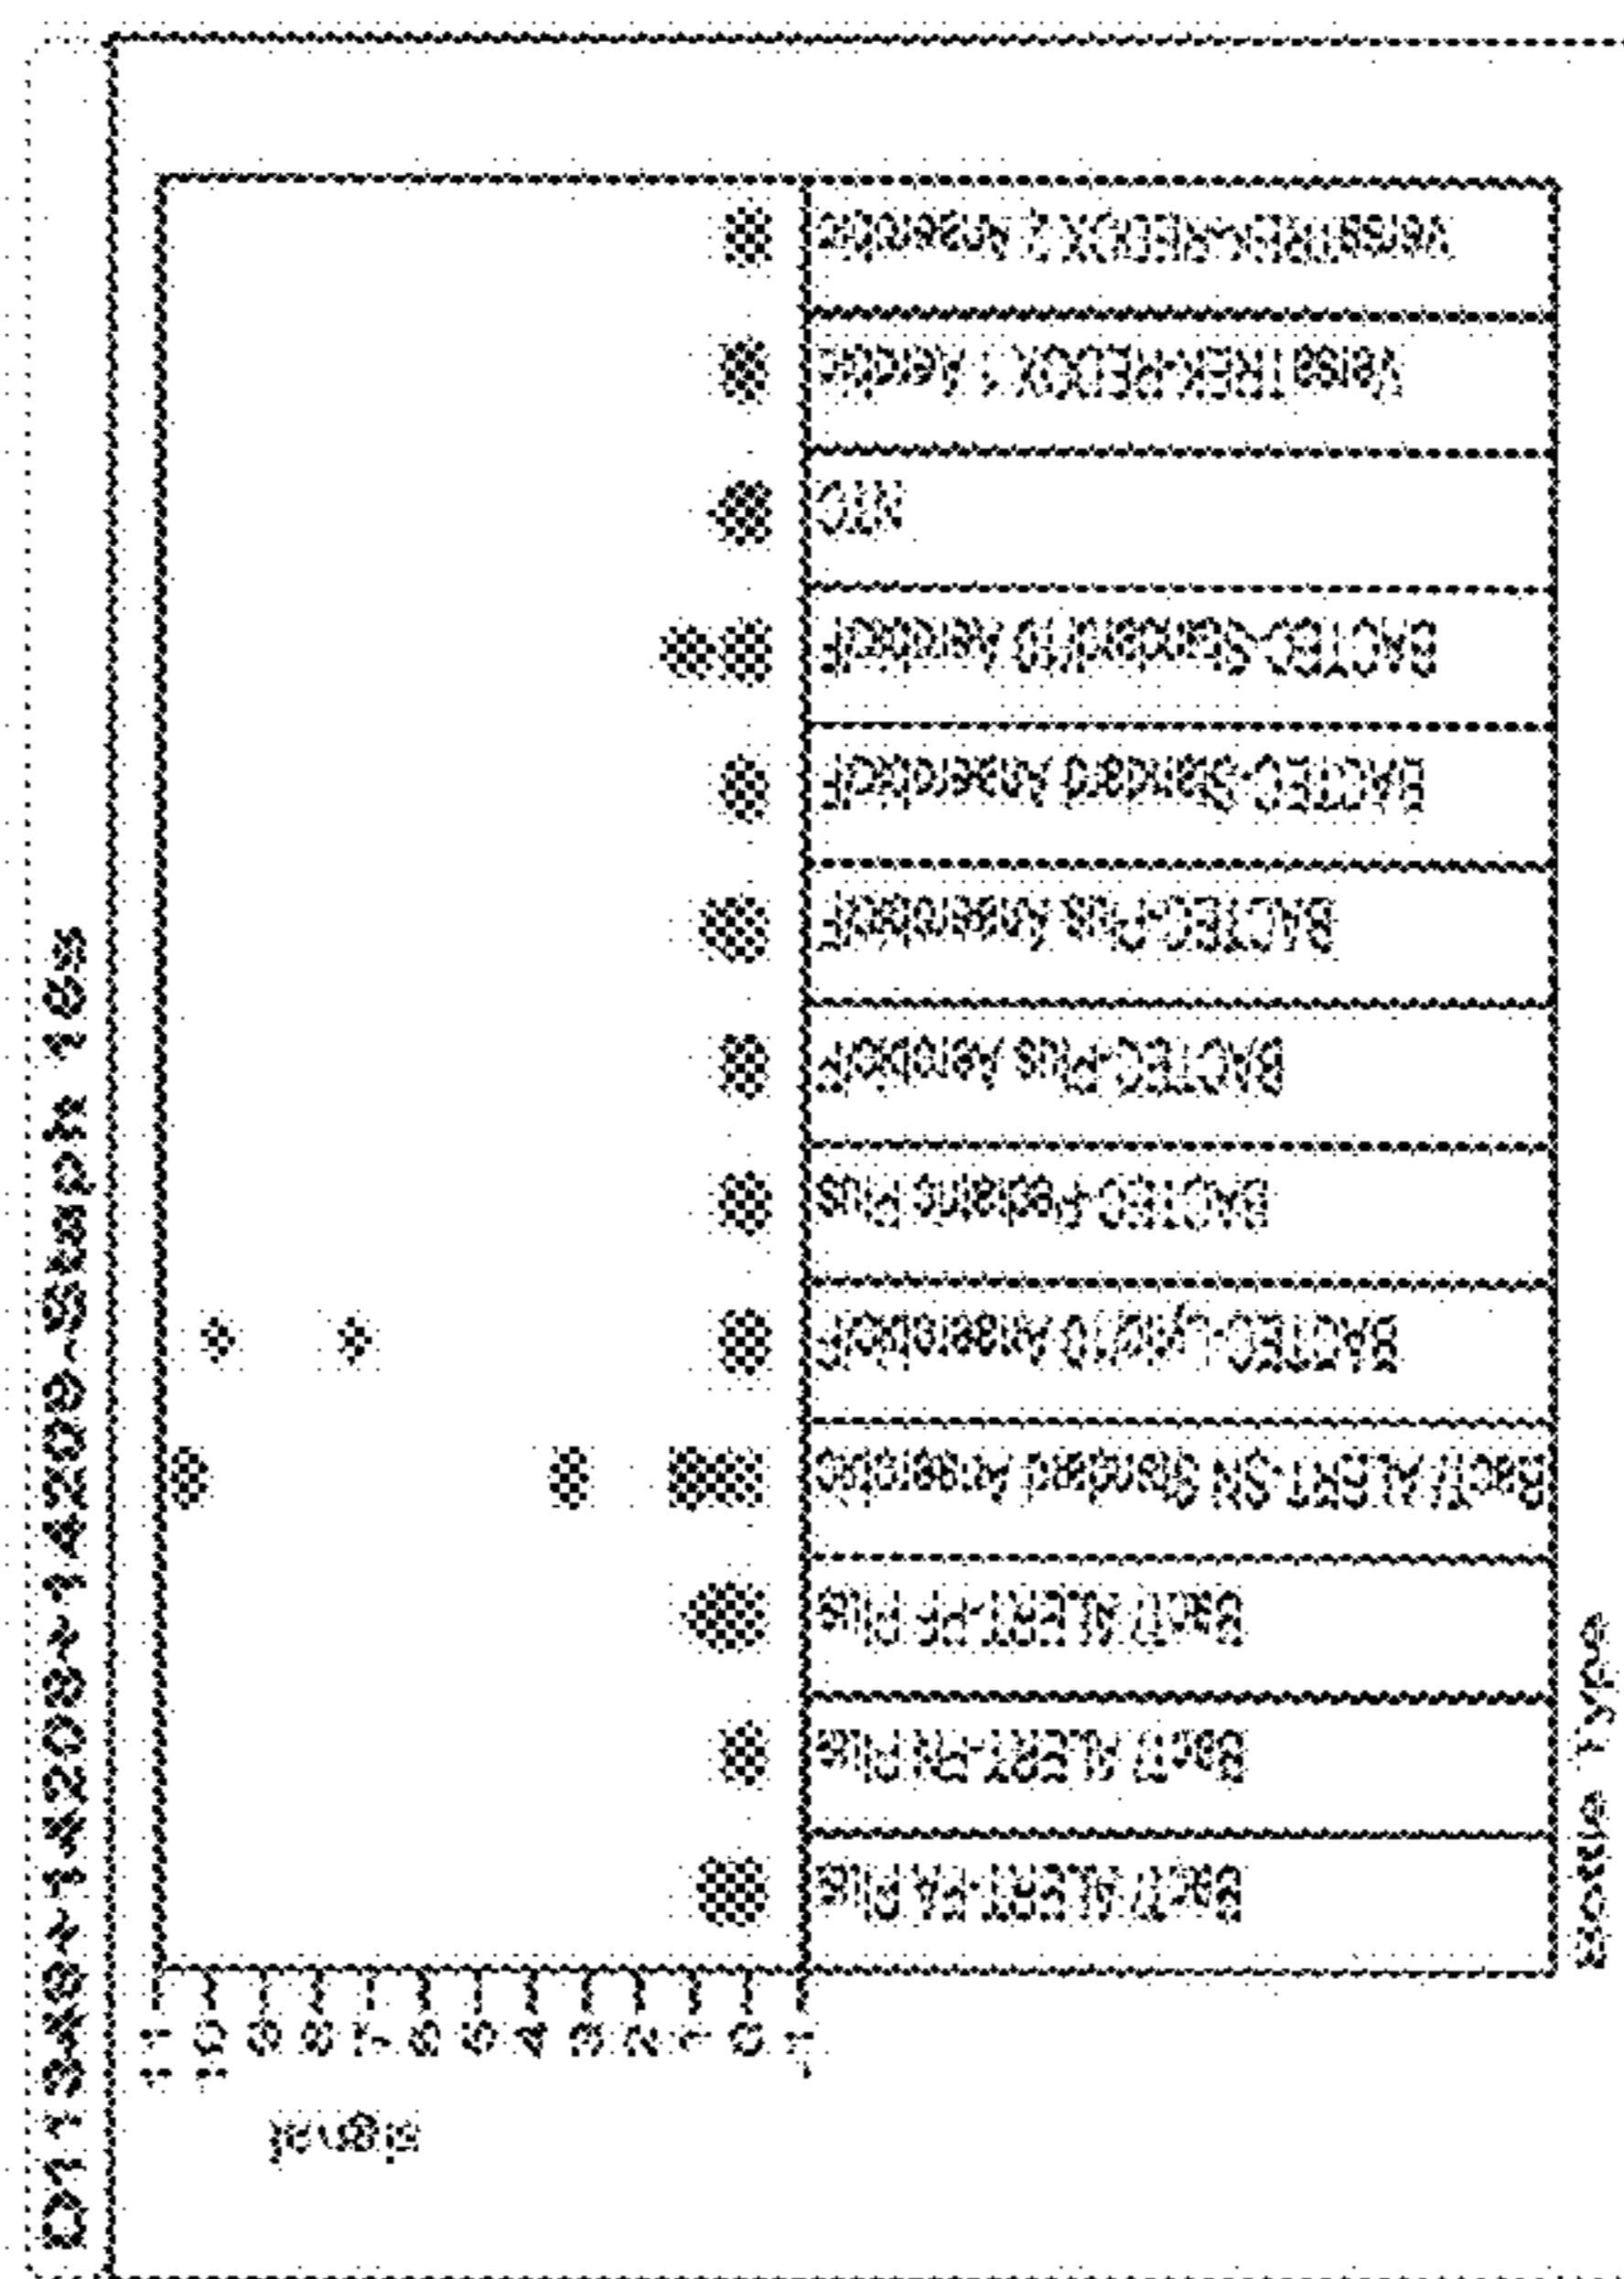 D11348~14208~14209~Staph 16s
signal
11
10
9
8
7
6
5
4
3
2
1
0
-1
BacT/ALERT-FA Plus
BacT/ALERT-FN Plus
BacT/ALERT-PF Plus
BacT/ALERT-SN Standard Anaerobic
BACTEC-Lytic/10 Anaerobic/F
BACTEC-Pediatric Plus
BACTEC-Plus Aerobic/F
BACTEC-Plus Anaerobic/F
BACTEC-Standard Anaerobic/F
BACTEC-Standard/10 Aerobic/F
NTC
VersaTREK-REDOX 1 Aerobic
VersaTREK-REDOX 2 Anaerobic
Bottle Type